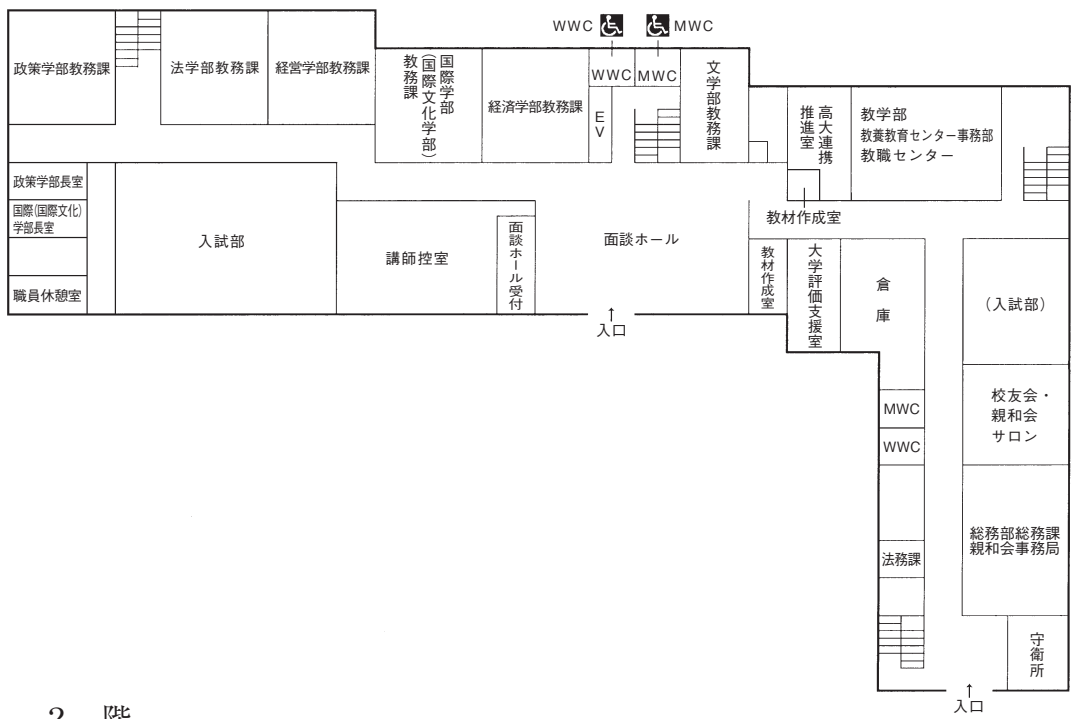 WWC
MWC
政策学部教務課
法学部教務課
経営学部教務課
国際学部
(国際文化学部)
教務課
経済学部教務課
WWC
MWC
EV
文学部教務課
高大連携
推進室
教学部
教養教育センター事務部
教職センター
教材作成室
政策学部長室
国際(国際文化)
学部長室
職員休憩室
入試部
講師控室
面談ホール受付
面談ホール
↑
入口
教材作成室
大学評価支援室
倉庫
(入試部)
MWC
WWC
校友会・
親和会
サロン
法務課
総務部総務課
親和会事務局
守衛所
↑
入口